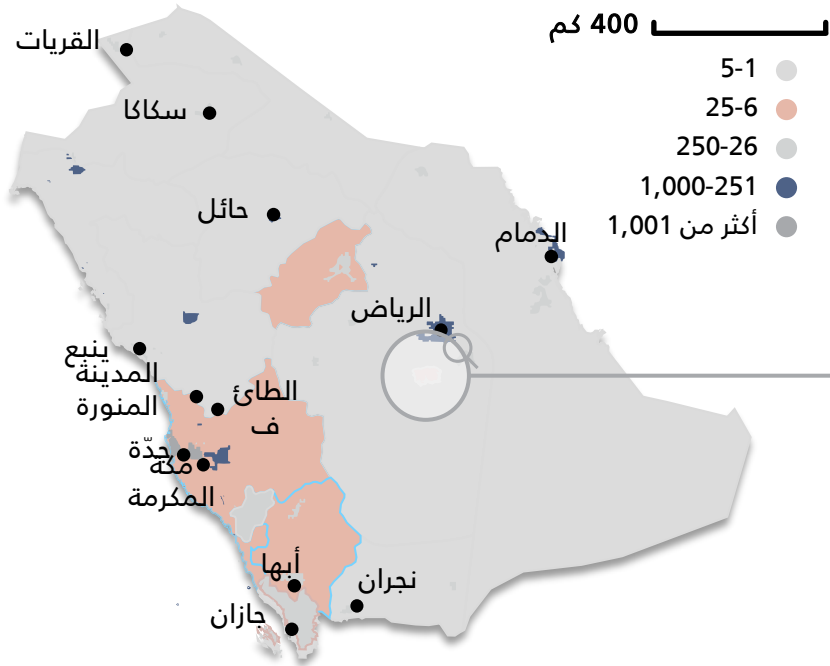 400 كم
5-1
25-6
250-26
1,000-251
أكثر من 1,001
القريات
سكاكا
حائل
الدمام
الرياض
ينبع
المدينة
المنورة
الطائ
ف
جدّة
مكة
المكرمة
أبها
نجران
جازان